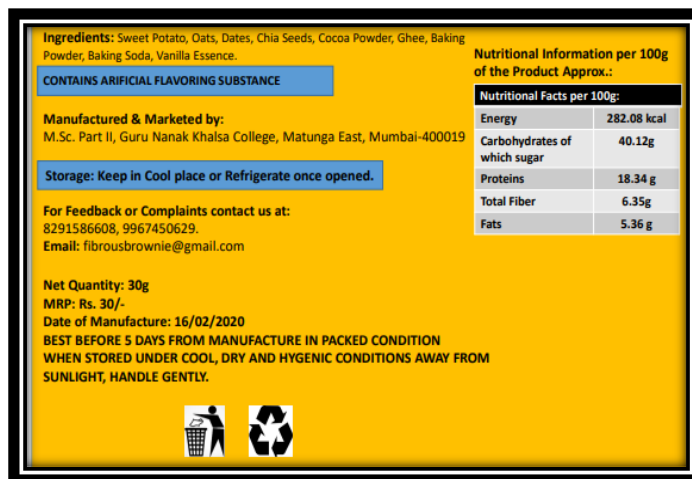 Ingredients: Sweet Potato, Oats, Dates, Chia Seeds, Cocoa Powder, Ghee, Baking
Powder, Baking Soda, Vanilla Essence.
CONTAINS ARIFICIAL FLAVORING SUBSTANCE
Manufactured & Marketed by:
M.Sc. Part II, Guru Nanak Khalsa College, Matunga East, Mumbai-400019
Storage: Keep in Cool place or Refrigerate once opened.
For Feedback or Complaints contact us at:
8291586608, 9967450629.
Email: fibrousbrownie@gmail.com
Net Quantity: 30g
MRP: Rs. 30/-
Date of Manufacture: 16/02/2020
BEST BEFORE 5 DAYS FROM MANUFACTURE IN PACKED CONDITION
WHEN STORED UNDER COOL, DRY AND HYGENIC CONDITIONS AWAY FROM
SUNLIGHT, HANDLE GENTLY.
Nutritional Information per 100g
of the Product Approx.:
Nutritional Facts per 100g:
Energy 282.08 kcal
Carbohydrates of 40.12g
which sugar
Proteins 18.34 g
Total Fiber 6.35g
Fats 5.36 g